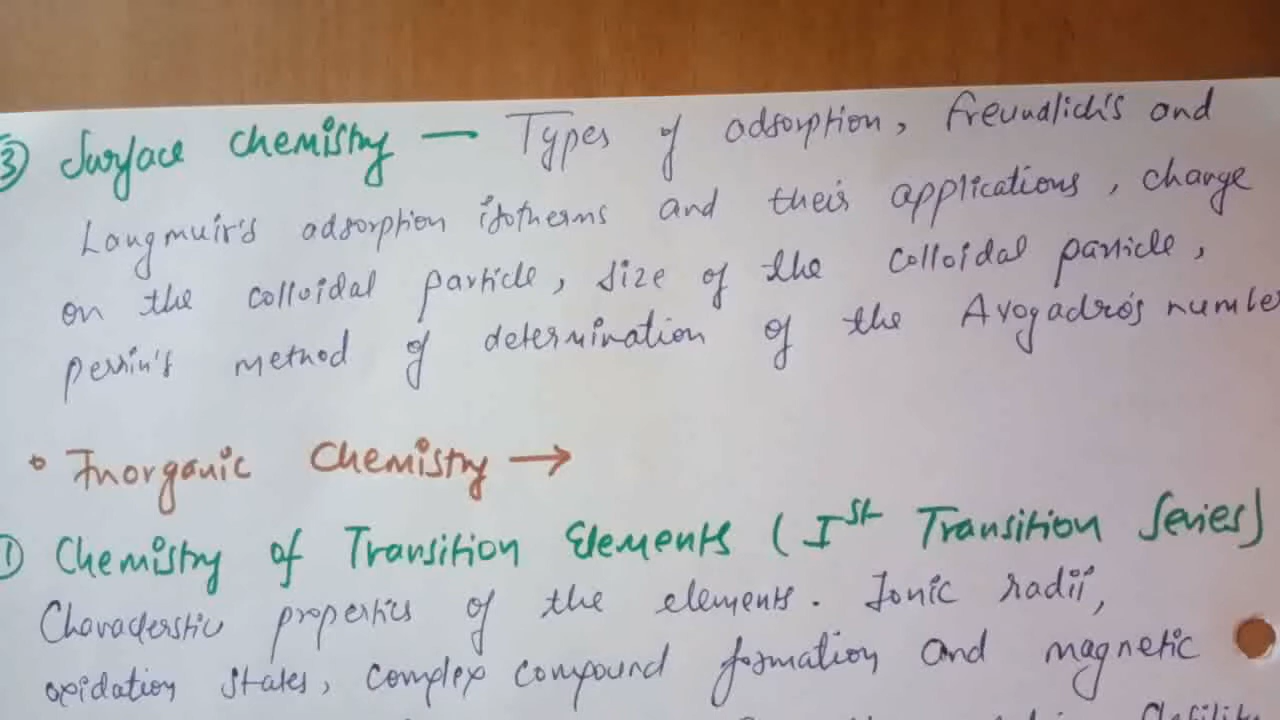 ③ Surface Chemistry — Types of adsorption, Freundlich's and
Langmuir's adsorption isotherms and their applications, charge
on the colloidal particle, size of the colloidal particle,
perrin's method of determination of the Avogadro's number
• Inorganic Chemistry →
① Chemistry of Transition Elements (Ist Transition Series)
Characterstic properties of the elements. Ionic radii,
oxidation states, complex compound formation and magnetic